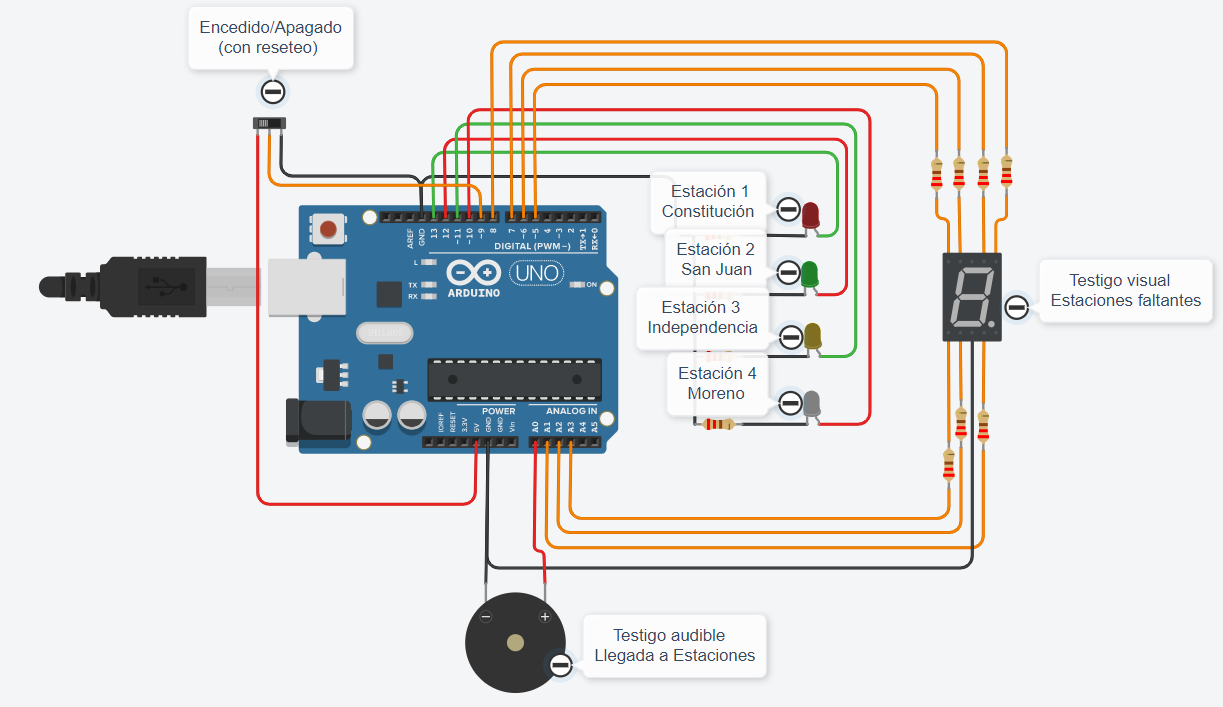 Encedido/Apagado
(con reseteo)
Estación 1
Constitución
Estación 2
San Juan
Estación 3
Independencia
Estación 4
Moreno
Testigo visual
Estaciones faltantes
AREF
GND
13
12
~11
~10
~9
8
7
~6
~5
4
~3
2
TX→1
RX←0
DIGITAL (PWM~)
L
TX
RX
UNO
ON
ARDUINO
POWER
ANALOG IN
IOREF
RESET
3.3V
5V
GND
GND
Vin
A0
A1
A2
A3
A4
A5
Testigo audible
Llegada a Estaciones